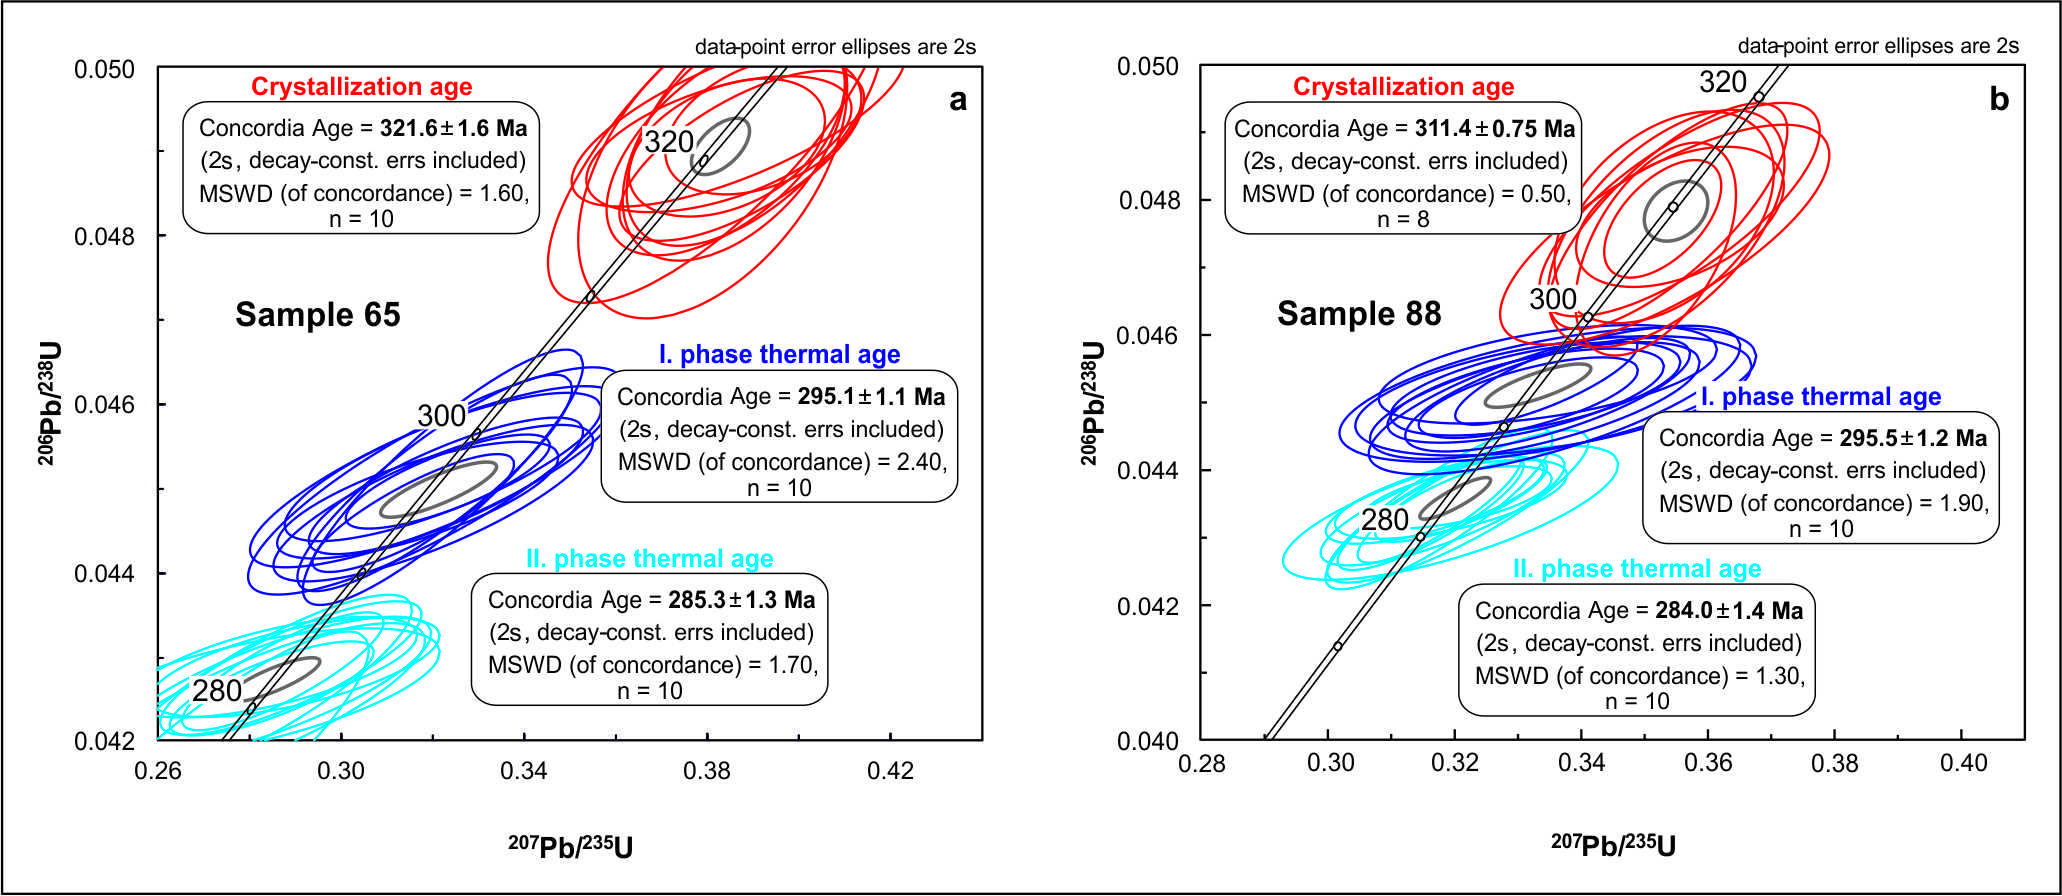 data-point error ellipses are 2s
0.050
Crystallization age
a
Concordia Age = 321.6±1.6 Ma
(2s, decay-const. errs included)
MSWD (of concordance) = 1.60,
n = 10
320
0.048
Sample 65
206Pb/238U
I. phase thermal age
Concordia Age = 295.1±1.1 Ma
(2s, decay-const. errs included)
MSWD (of concordance) = 2.40,
n = 10
0.046
300
0.044
II. phase thermal age
Concordia Age = 285.3±1.3 Ma
(2s, decay-const. errs included)
MSWD (of concordance) = 1.70,
n = 10
280
0.042
0.26
0.30
0.34
0.38
0.42
207Pb/235U
data-point error ellipses are 2s
0.050
320
Crystallization age
b
Concordia Age = 311.4±0.75 Ma
(2s, decay-const. errs included)
MSWD (of concordance) = 0.50,
n = 8
0.048
300
Sample 88
0.046
206Pb/238U
I. phase thermal age
Concordia Age = 295.5±1.2 Ma
(2s, decay-const. errs included)
MSWD (of concordance) = 1.90,
n = 10
0.044
280
II. phase thermal age
Concordia Age = 284.0±1.4 Ma
(2s, decay-const. errs included)
MSWD (of concordance) = 1.30,
n = 10
0.042
0.040
0.28
0.30
0.32
0.34
0.36
0.38
0.40
207Pb/235U